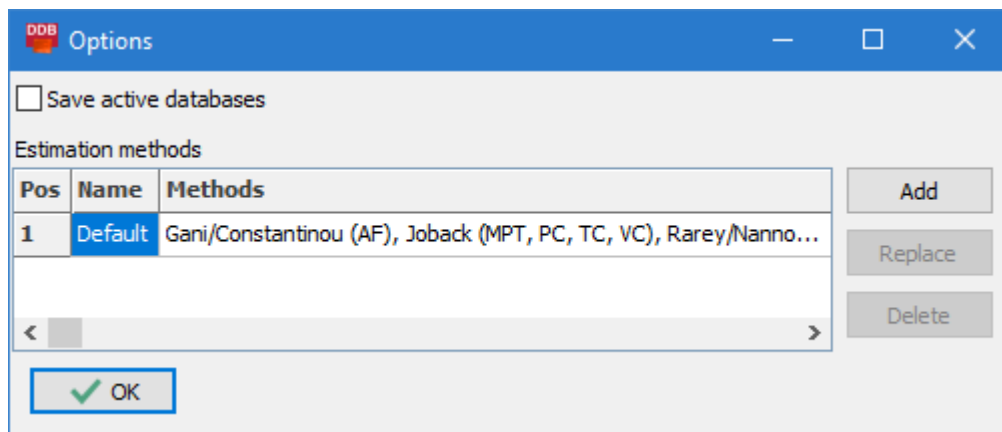 DDB Options
Save active databases
Estimation methods
Pos Name Methods
Add
1 Default Gani/Constantinou (AF), Joback (MPT, PC, TC, VC), Rarey/Nanno...
Replace
Delete
OK